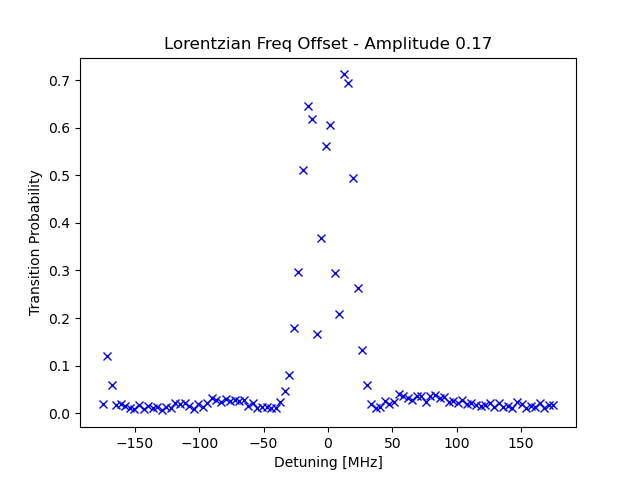 Lorentzian Freq Offset - Amplitude 0.17
Transition Probability
0.7
0.6
0.5
0.4
0.3
0.2
0.1
0.0
−150 −100 −50 0 50 100 150
Detuning [MHz]